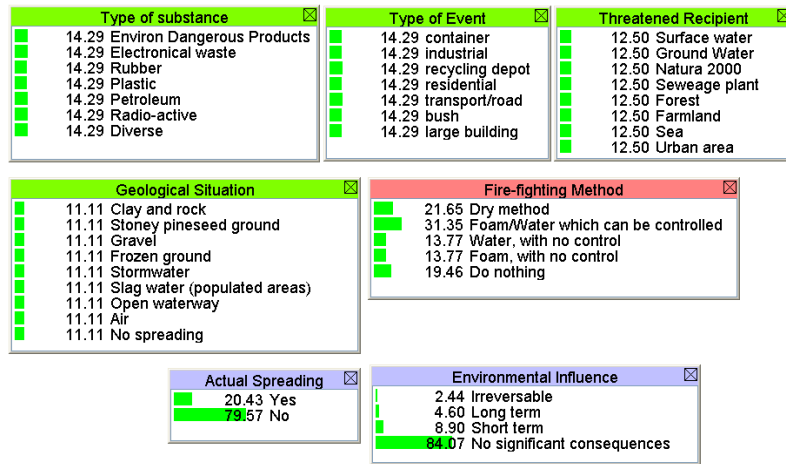 Type of substance
14.29 Environ Dangerous Products
14.29 Electronical waste
14.29 Rubber
14.29 Plastic
14.29 Petroleum
14.29 Radio-active
14.29 Diverse
Type of Event
14.29 container
14.29 industrial
14.29 recycling depot
14.29 residential
14.29 transport/road
14.29 bush
14.29 large building
Threatened Recipient
12.50 Surface water
12.50 Ground Water
12.50 Natura 2000
12.50 Seweage plant
12.50 Forest
12.50 Farmland
12.50 Sea
12.50 Urban area
Geological Situation
11.11 Clay and rock
11.11 Stoney pineseed ground
11.11 Gravel
11.11 Frozen ground
11.11 Stormwater
11.11 Slag water (populated areas)
11.11 Open waterway
11.11 Air
11.11 No spreading
Fire-fighting Method
21.65 Dry method
31.35 Foam/Water which can be controlled
13.77 Water, with no control
13.77 Foam, with no control
19.46 Do nothing
Actual Spreading
20.43 Yes
79.57 No
Environmental Influence
2.44 Irreversable
4.60 Long term
8.90 Short term
84.07 No significant consequences